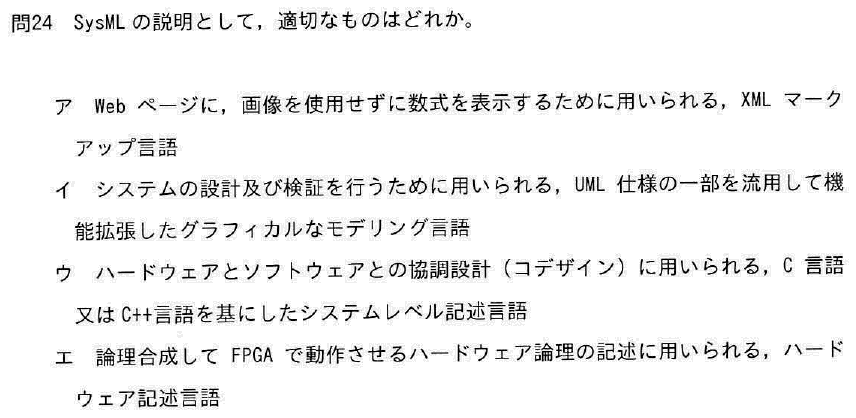 問24 SysMLの説明として，適切なものはどれか。
ア Web ページに，画像を使用せずに数式を表示するために用いられる，XML マーク
アップ言語
イ システムの設計及び検証を行うために用いられる，UML 仕様の一部を流用して機
能拡張したグラフィカルなモデリング言語
ウ ハードウェアとソフトウェアとの協調設計（コデザイン）に用いられる，C 言語
又は C++言語を基にしたシステムレベル記述言語
エ 論理合成して FPGA で動作させるハードウェア論理の記述に用いられる，ハード
ウェア記述言語